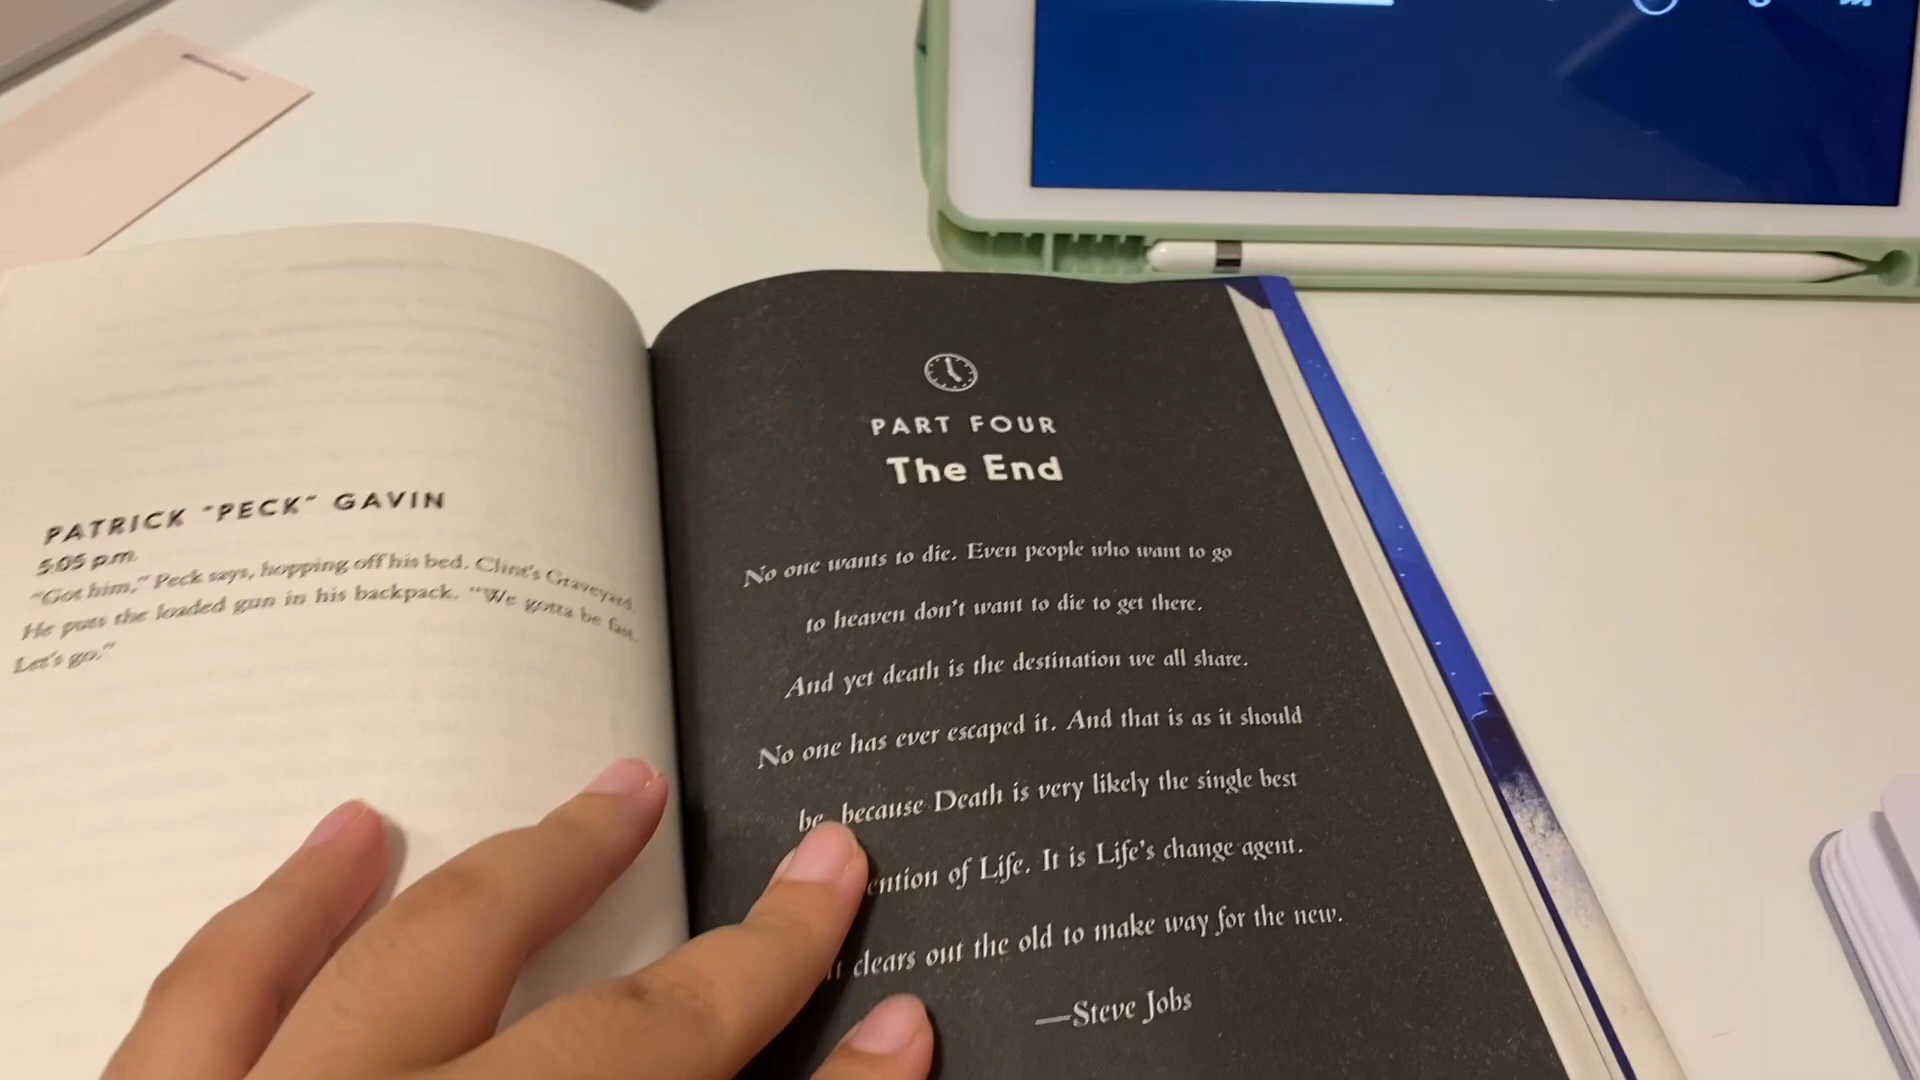 PATRICK "PECK" GAVIN
5:05 p.m.
"Got him," Peck says, hopping off his bed. Clint's Graveyard.
He puts the loaded gun in his backpack. "We gotta be fast.
Let's go."
PART FOUR
The End
No one wants to die. Even people who want to go
to heaven don't want to die to get there.
And yet death is the destination we all share.
No one has ever escaped it. And that is as it should
be, because Death is very likely the single best
ention of Life. It is Life's change agent.
It clears out the old to make way for the new.
—Steve Jobs